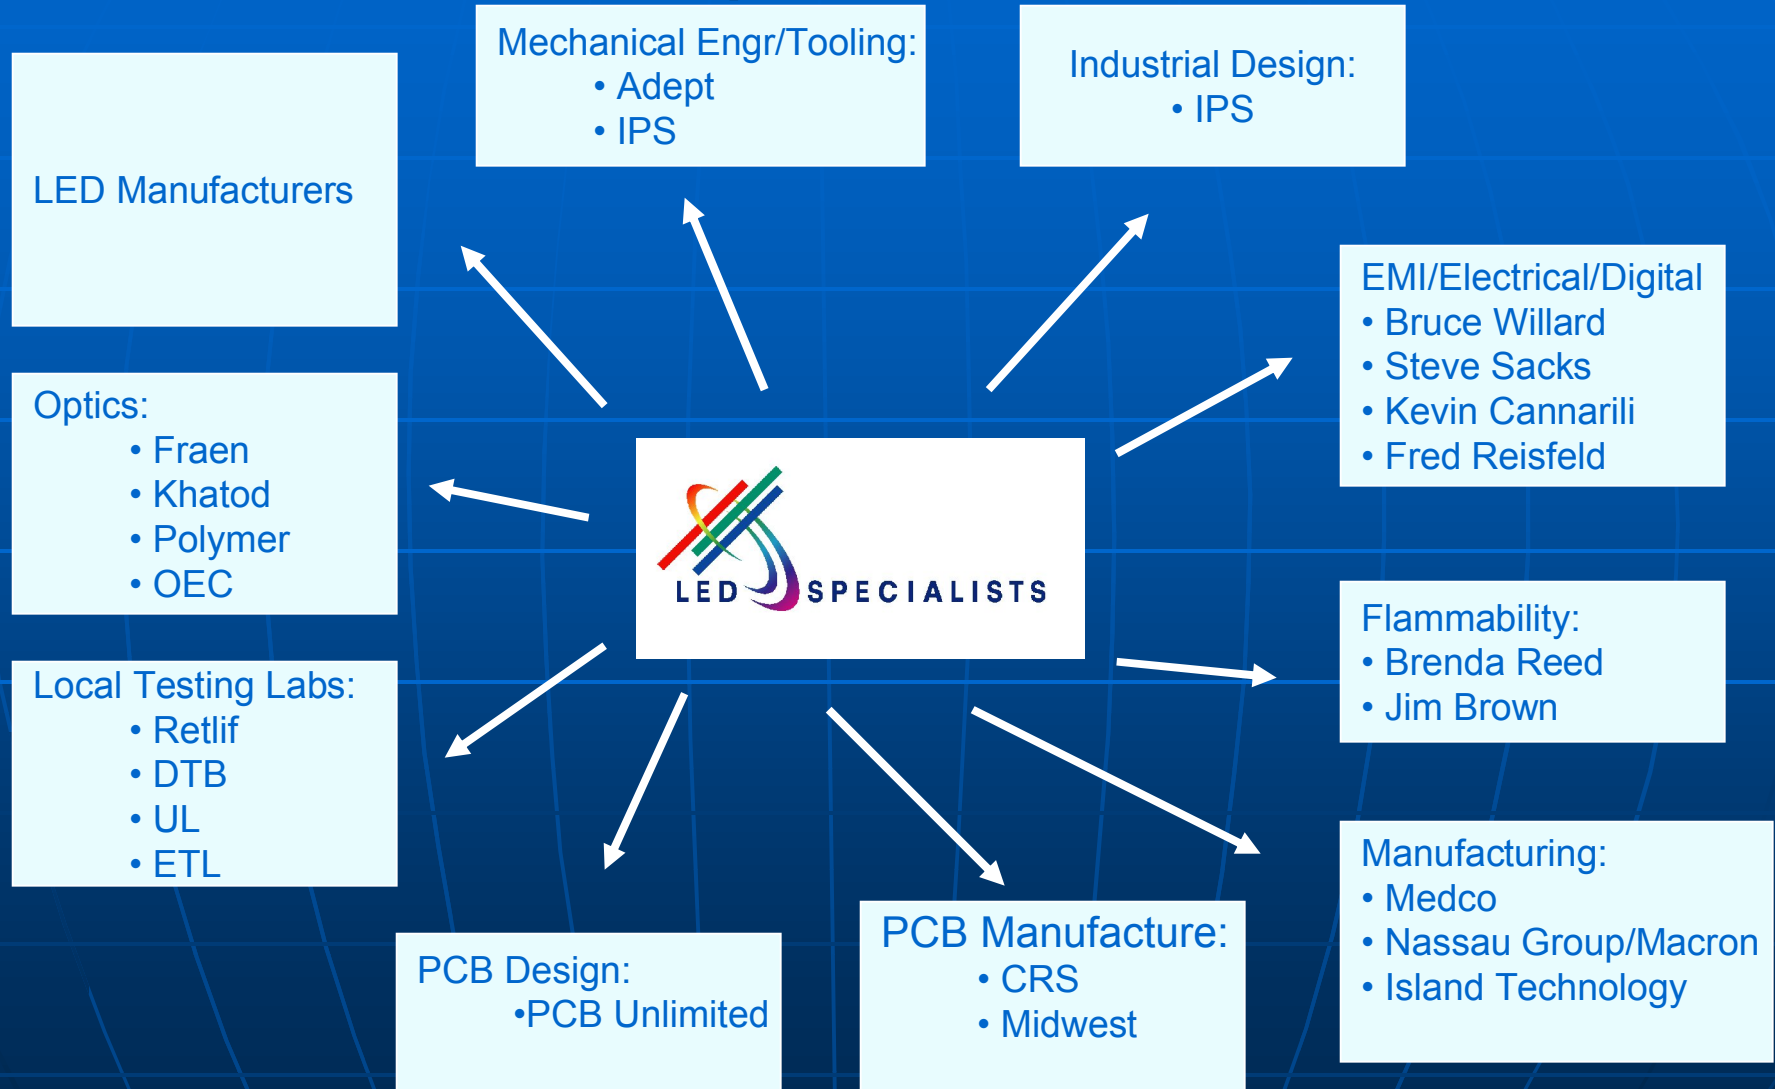 Mechanical Engr/Tooling:
• Adept
• IPS
Industrial Design:
• IPS
LED Manufacturers
EMI/Electrical/Digital
• Bruce Willard
• Steve Sacks
• Kevin Cannarili
• Fred Reisfeld
Optics:
• Fraen
• Khatod
• Polymer
• OEC
LED SPECIALISTS
Flammability:
• Brenda Reed
• Jim Brown
Local Testing Labs:
• Retlif
• DTB
• UL
• ETL
Manufacturing:
• Medco
• Nassau Group/Macron
• Island Technology
PCB Design:
•PCB Unlimited
PCB Manufacture:
• CRS
• Midwest